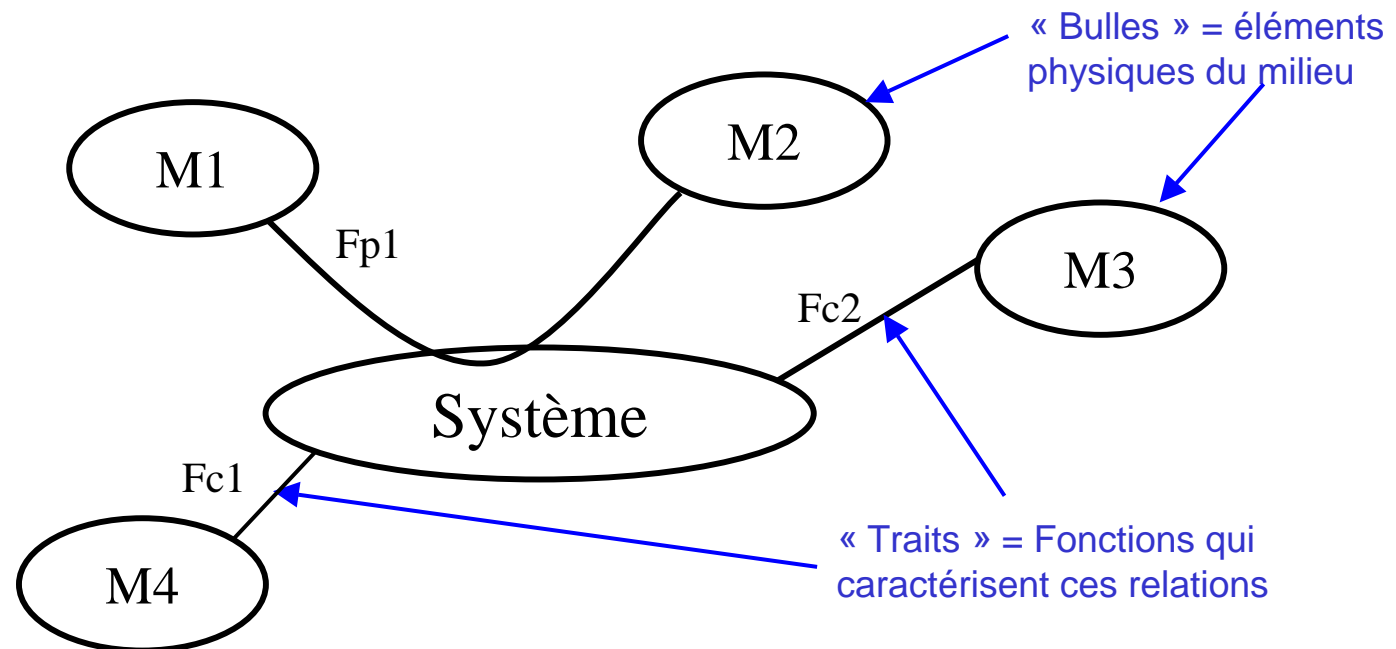 « Bulles » = éléments
physiques du milieu
M1
M2
Fp1
M3
Fc2
Système
Fc1
« Traits » = Fonctions qui
caractérisent ces relations
M4